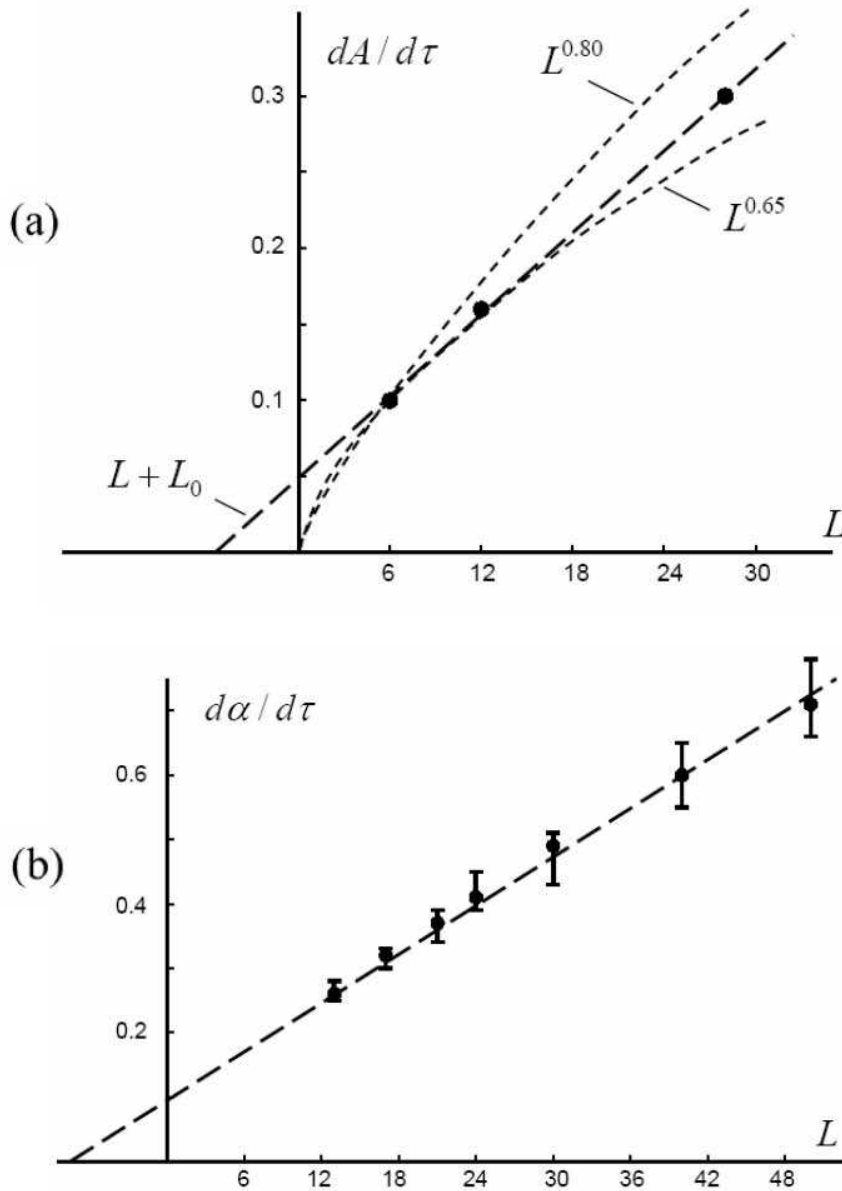 dA / dτ
L^{0.80}
0.3
(a)
L^{0.65}
0.2
0.1
L + L_0
L
6 12 18 24 30
dα / dτ
0.6
(b)
0.4
0.2
L
6 12 18 24 30 36 42 48